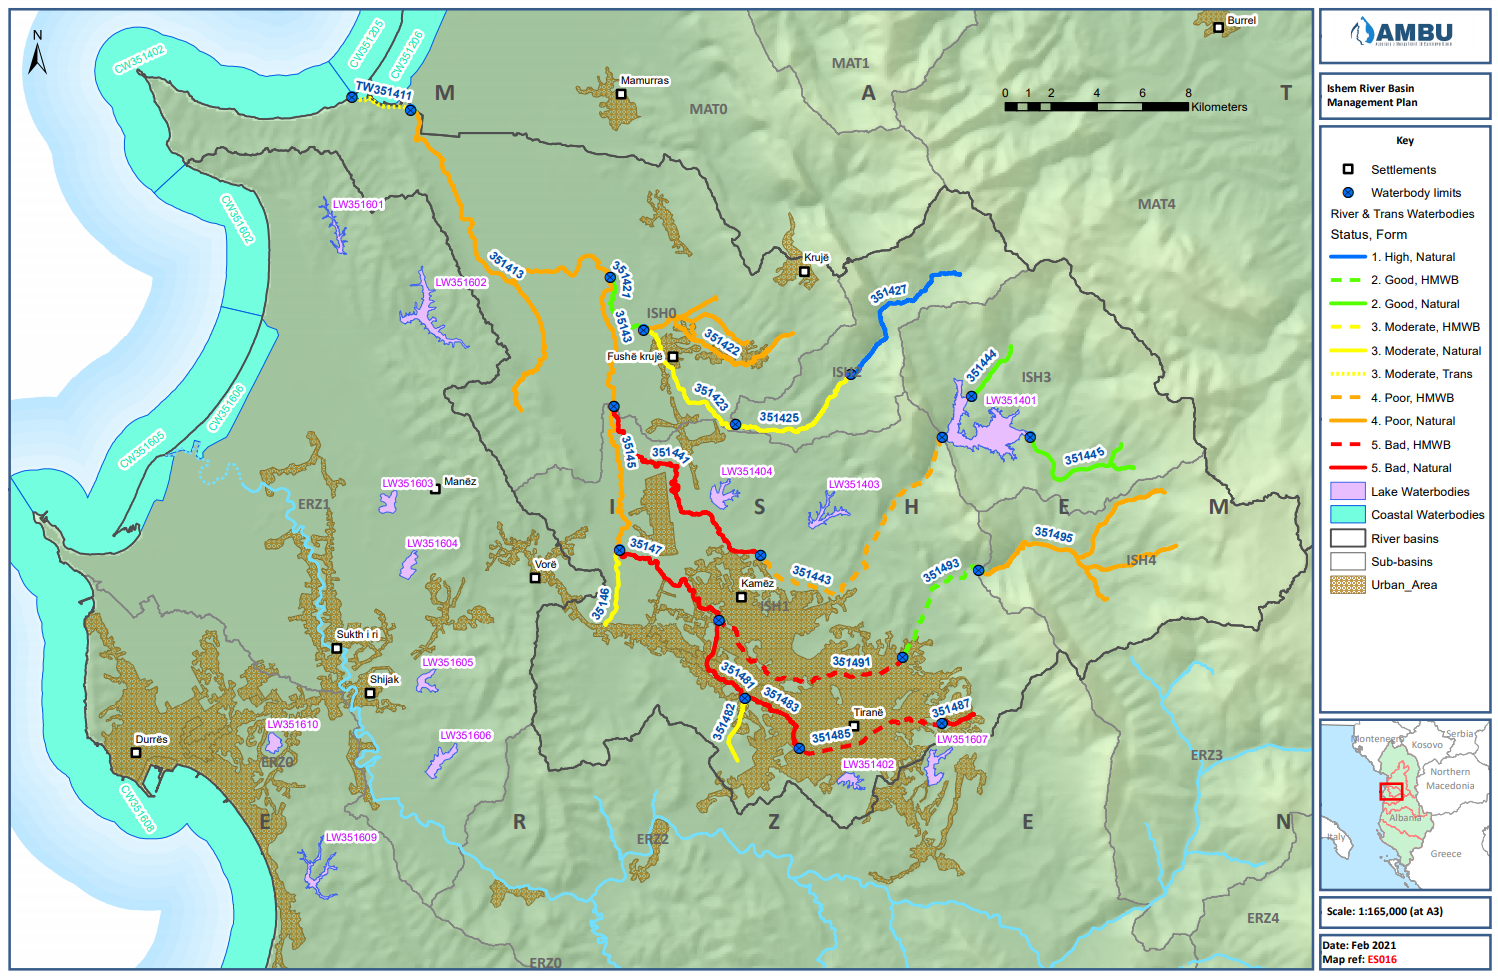 N
CW351402
CW351205
CW351206
TW351411
M
Mamurras
MAT0
MAT1
A
Burrel
T
0 1 2 4 6 8
Kilometers
MAT4
LW351601
CW351602
LW351602
351413
351421
35143
ISH0
351422
Krujë
351427
Fushë krujë
351423
351425
ISH2
351444
ISH3
LW351401
351445
CW351606
CW351605
35145
351441
LW351404
LW351403
LW351603
Manëz
ERZ1
I
S
H
E
M
LW351604
Vorë
35147
35146
Kamëz
ISH1
351443
351493
351495
ISH4
Sukth i ri
Shijak
LW351605
351481
351491
351483
351482
Tiranë
351485
351487
LW351607
LW351402
Durrës
LW351610
ERZ0
LW351606
CW351608
E
R
Z
E
N
LW351609
ERZ2
ERZ3
ERZ4
ERZ0
AMBU
Ishem River Basin
Management Plan
Key
Settlements
Waterbody limits
River & Trans Waterbodies
Status, Form
1. High, Natural
2. Good, HMWB
2. Good, Natural
3. Moderate, HMWB
3. Moderate, Natural
3. Moderate, Trans
4. Poor, HMWB
4. Poor, Natural
5. Bad, HMWB
5. Bad, Natural
Lake Waterbodies
Coastal Waterbodies
River basins
Sub-basins
Urban_Area
Montenegro
Serbia
Kosovo
Northern
Macedonia
Albania
Italy
Greece
Scale: 1:165,000 (at A3)
Date: Feb 2021
Map ref: ES016